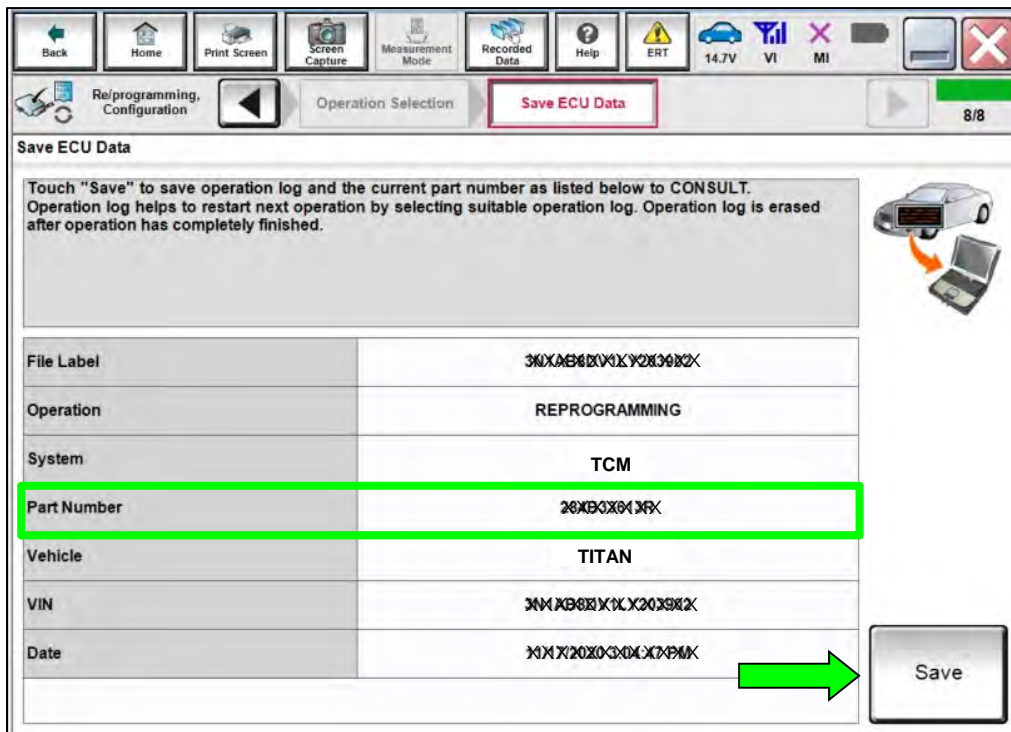 Back
Home
Print Screen
Screen Capture
Measurement Mode
Recorded Data
Help
ERT
14.7V
VI
MI
Re/programming, Configuration
Operation Selection
Save ECU Data
8/8
Save ECU Data
Touch "Save" to save operation log and the current part number as listed below to CONSULT.
Operation log helps to restart next operation by selecting suitable operation log. Operation log is erased
after operation has completely finished.
File Label
Operation REPROGRAMMING
System TCM
Part Number
Vehicle TITAN
VIN
Date
Save